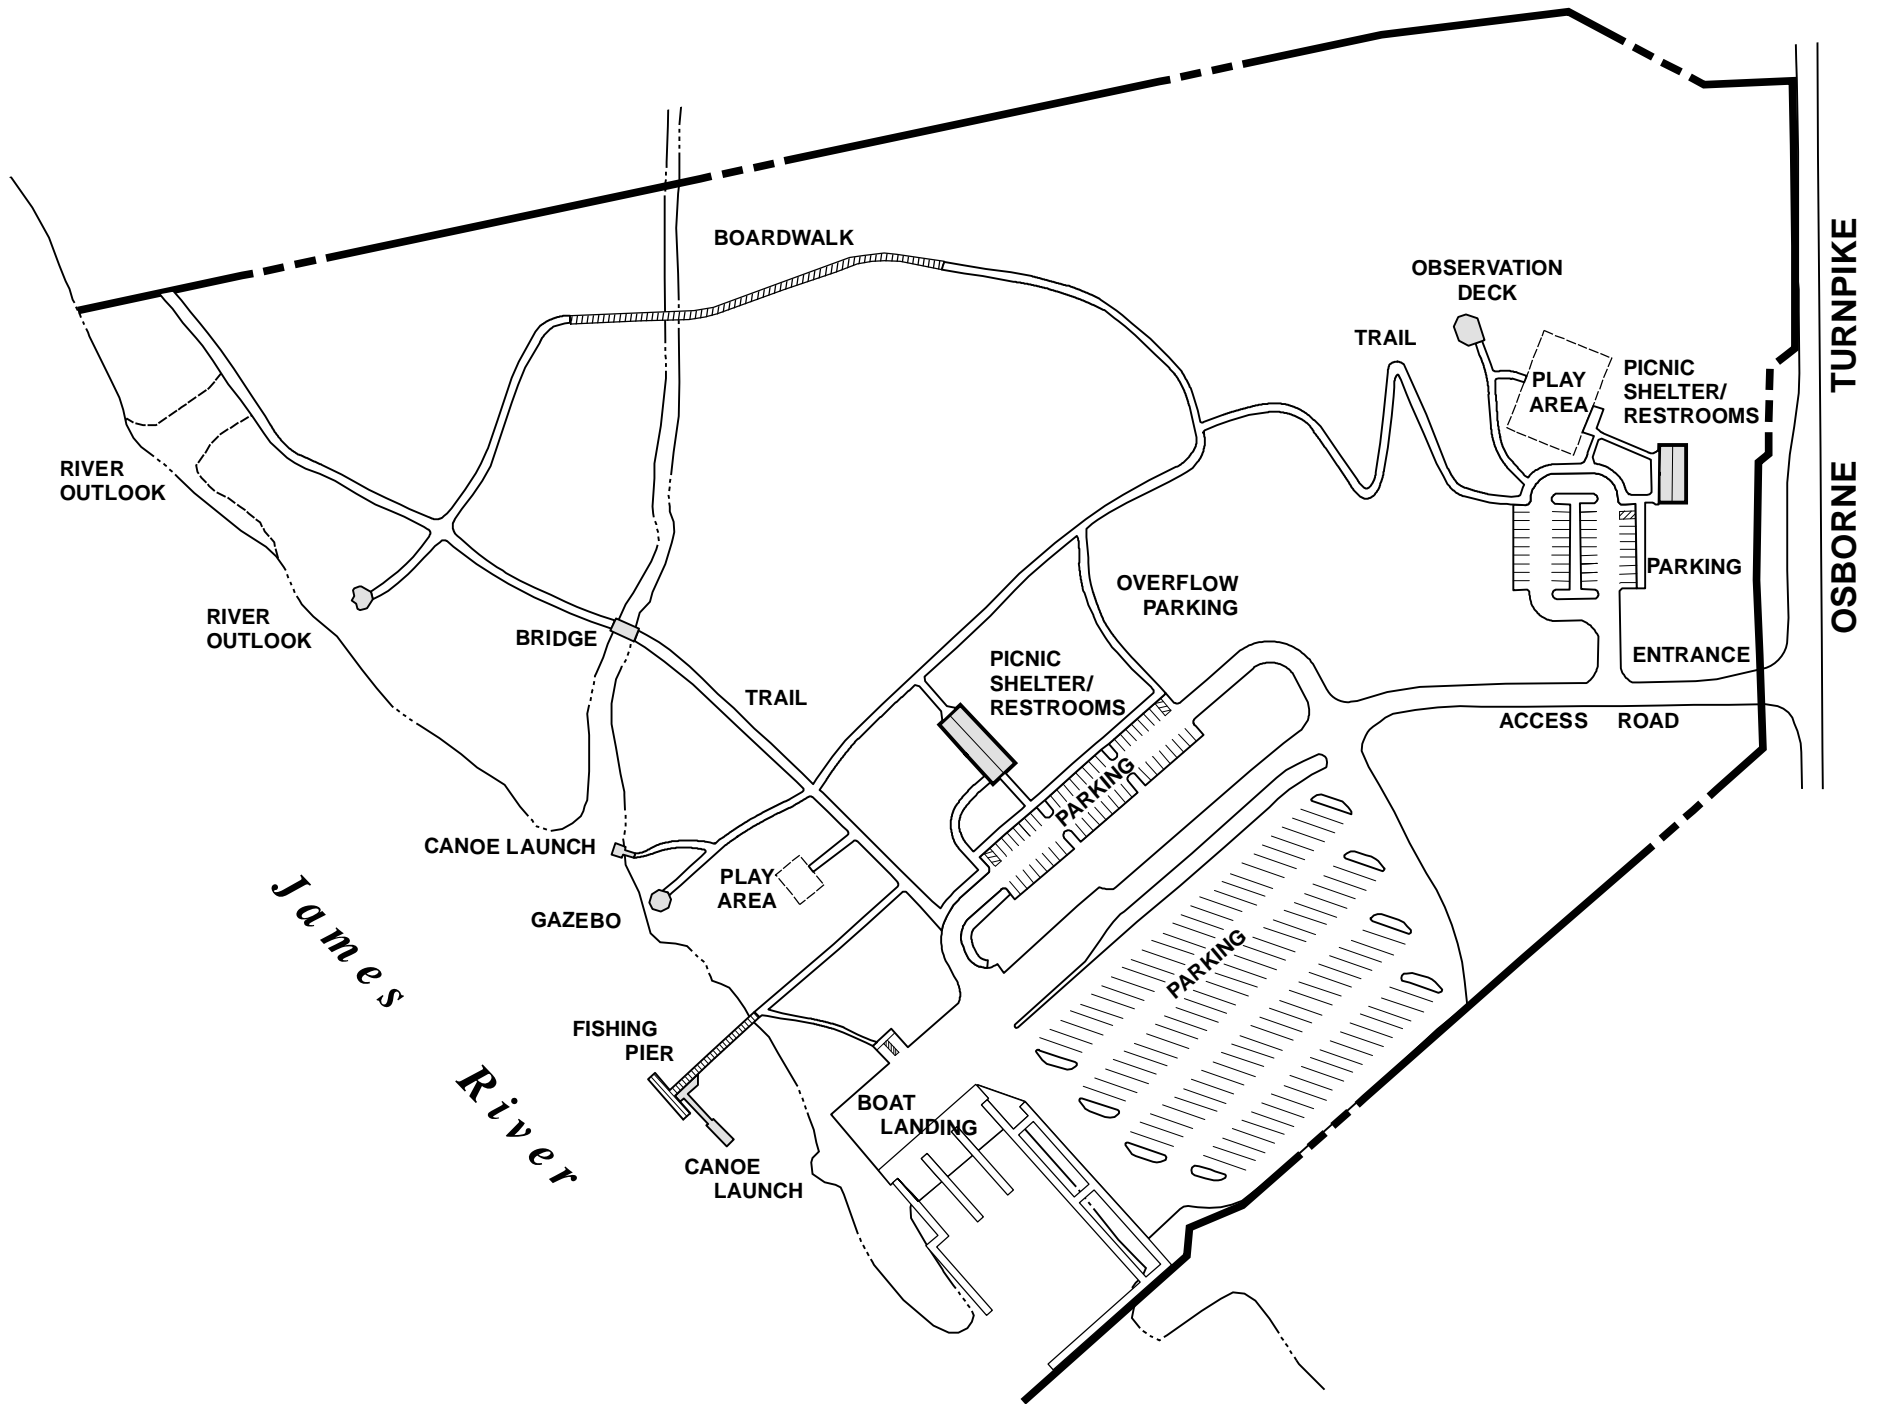 BOARDWALK
OBSERVATION
DECK
TRAIL
PLAY
AREA
PICNIC
SHELTER/
RESTROOMS
OSBORNE TURNPIKE
RIVER
OUTLOOK
PARKING
OVERFLOW
PARKING
RIVER
OUTLOOK
BRIDGE
ENTRANCE
PICNIC
SHELTER/
RESTROOMS
TRAIL
ACCESS ROAD
PARKING
CANOE LAUNCH
PLAY
AREA
GAZEBO
James
River
PARKING
FISHING
PIER
BOAT
LANDING
CANOE
LAUNCH